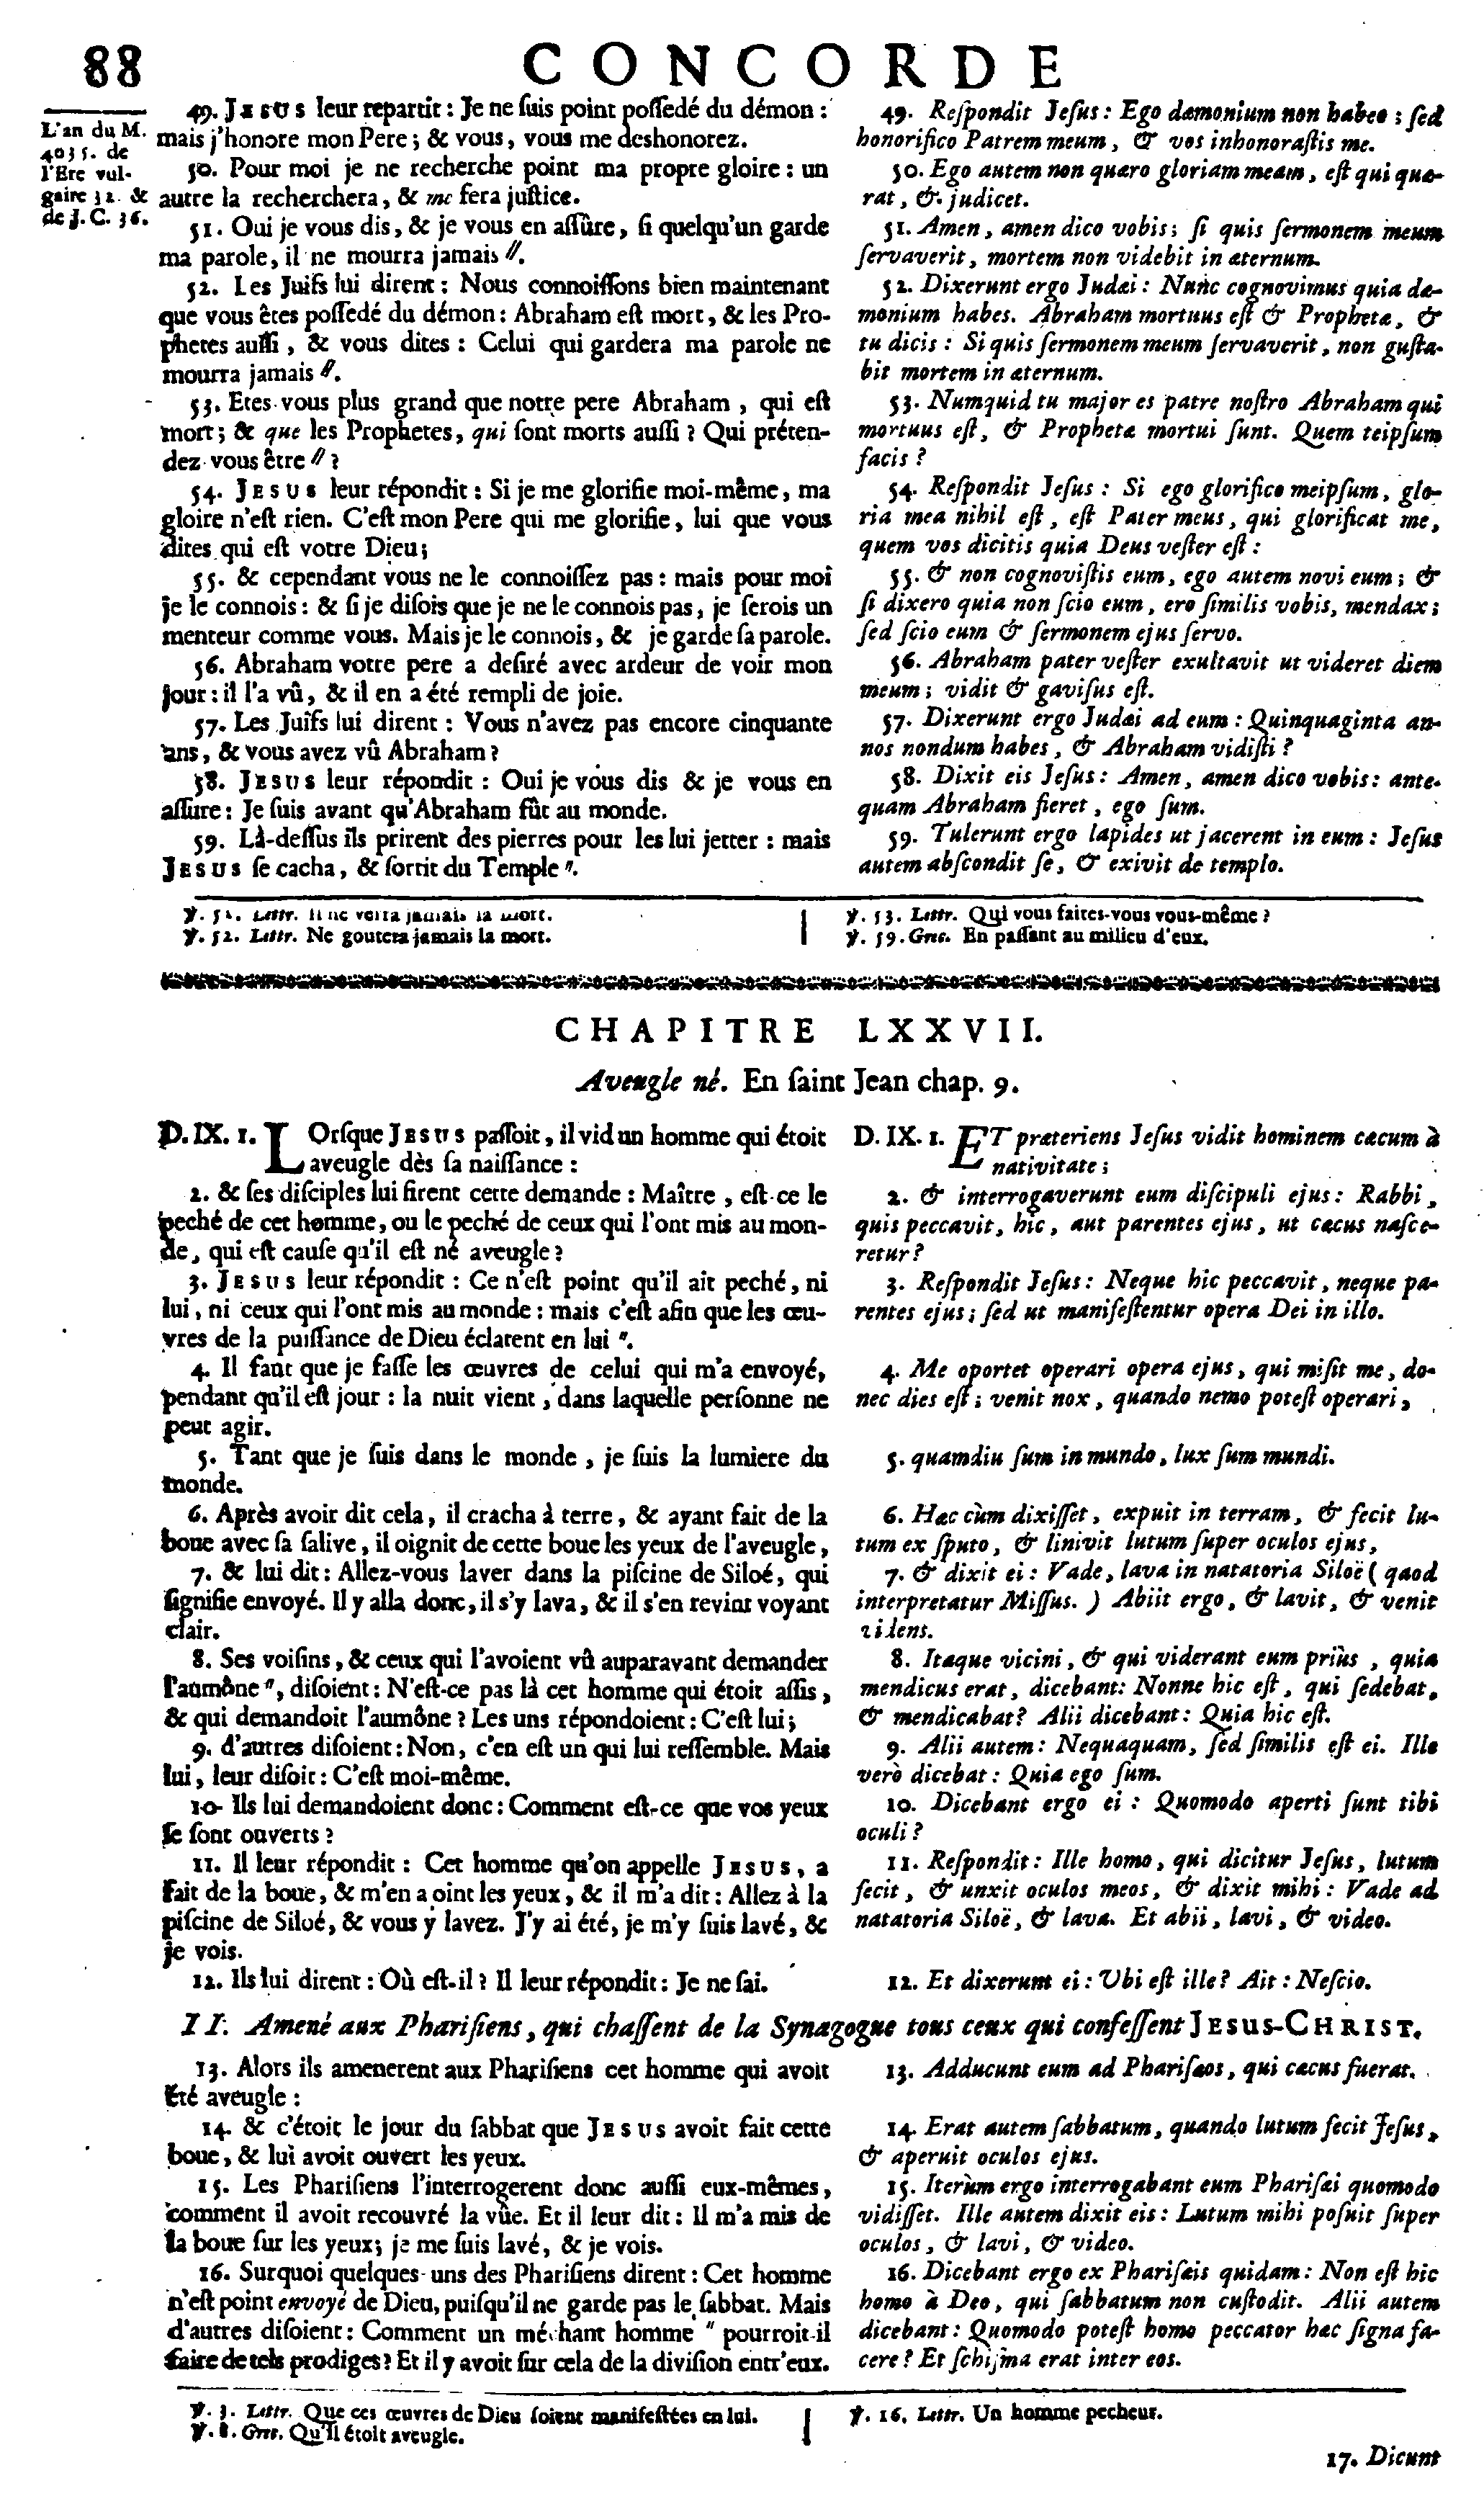 88 CONCORDE
L'an du M.
4035. de
l'Ere vul-
gaire 32. &
de J. C. 36.
49. JESUS leur repartit : Je ne ſuis point poſſedé du démon :
mais j'honore mon Pere ; & vous, vous me deshonorez.
50. Pour moi je ne recherche point ma propre gloire : un
autre la recherchera, & me fera juſtice.
51. Oui je vous dis, & je vous en aſſûre, ſi quelqu'un garde
ma parole, il ne mourra jamais //.
52. Les Juifs lui dirent : Nous connoiſſons bien maintenant
que vous êtes poſſedé du démon : Abraham eſt mort, & les Pro-
phetes auſſi, & vous dites : Celui qui gardera ma parole ne
mourra jamais //.
53. Etes-vous plus grand que notre pere Abraham, qui eſt
mort ; & que les Prophetes, qui ſont morts auſſi ? Qui préten-
dez-vous être // ?
54. JESUS leur répondit : Si je me glorifie moi-même, ma
gloire n'eſt rien. C'eſt mon Pere qui me glorifie, lui que vous
dites qui eſt votre Dieu ;
55. & cependant vous ne le connoiſſez pas : mais pour moi
je le connois : & ſi je diſois que je ne le connois pas, je ſerois un
menteur comme vous. Mais je le connois, & je garde ſa parole.
56. Abraham votre pere a deſiré avec ardeur de voir mon
jour : il l'a vû, & il en a été rempli de joie.
57. Les Juifs lui dirent : Vous n'avez pas encore cinquante
ans, & vous avez vû Abraham ?
58. JESUS leur répondit : Oui je vous dis & je vous en
aſſure : Je ſuis avant qu'Abraham fût au monde.
59. Là-deſſus ils prirent des pierres pour les lui jetter : mais
JESUS ſe cacha, & ſortit du Temple ".
49. Reſpondit Jeſus : Ego dæmonium non habeo ; ſed
honorifico Patrem meum, & vos inhonoraſtis me.
50. Ego autem non quæro gloriam meam, eſt qui quæ-
rat, & judicet.
51. Amen, amen dico vobis ; ſi quis ſermonem meum
ſervaverit, mortem non videbit in æternum.
52. Dixerunt ergo Judæi : Nunc cognovimus quia dæ-
monium habes. Abraham mortuus eſt & Prophetæ, &
tu dicis : Si quis ſermonem meum ſervaverit, non guſta-
bit mortem in æternum.
53. Numquid tu major es patre noſtro Abraham qui
mortuus eſt, & Prophetæ mortui ſunt. Quem teipſum
facis ?
54. Reſpondit Jeſus : Si ego glorifico meipſum, glo-
ria mea nihil eſt, eſt Pater meus, qui glorificat me,
quem vos dicitis quia Deus veſter eſt :
55. & non cognoviſtis eum, ego autem novi eum ; &
ſi dixero quia non ſcio eum, ero ſimilis vobis, mendax ;
ſed ſcio eum & ſermonem ejus ſervo.
56. Abraham pater veſter exultavit ut videret diem
meum ; vidit & gaviſus eſt.
57. Dixerunt ergo Judæi ad eum : Quinquaginta an-
nos nondum habes, & Abraham vidiſti ?
58. Dixit eis Jeſus : Amen, amen dico vobis : ante-
quam Abraham fieret, ego ſum.
59. Tulerunt ergo lapides ut jacerent in eum : Jeſus
autem abſcondit ſe, & exivit de templo.
℣. 51. Lettr. Il ne verra jamais la mort.
℣. 52. Lettr. Ne goutera jamais la mort.
℣. 53. Lettr. Qui vous faites-vous vous-même ?
℣. 59. Grec. En paſſant au milieu d'eux.
CHAPITRE LXXVII.
Aveugle né. En ſaint Jean chap. 9.
D. IX. 1. LOrſque JESUS paſſoit, il vid un homme qui étoit
aveugle dès ſa naiſſance :
2. & ſes diſciples lui firent cette demande : Maître, eſt-ce le
peché de cet homme, ou le peché de ceux qui l'ont mis au mon-
de, qui eſt cauſe qu'il eſt né aveugle ?
3. JESUS leur répondit : Ce n'eſt point qu'il ait peché, ni
lui, ni ceux qui l'ont mis au monde : mais c'eſt afin que les œu-
vres de la puiſſance de Dieu éclatent en lui ".
4. Il faut que je faſſe les œuvres de celui qui m'a envoyé,
pendant qu'il eſt jour : la nuit vient, dans laquelle perſonne ne
peut agir.
5. Tant que je ſuis dans le monde, je ſuis la lumiere du
monde.
6. Après avoir dit cela, il cracha à terre, & ayant fait de la
boue avec ſa ſalive, il oignit de cette boue les yeux de l'aveugle,
7. & lui dit : Allez-vous laver dans la piſcine de Siloé, qui
ſignifie envoyé. Il y alla donc, il s'y lava, & il s'en revint voyant
clair.
8. Ses voiſins, & ceux qui l'avoient vû auparavant demander
l'aumône ", diſoient : N'eſt-ce pas là cet homme qui étoit aſſis,
& qui demandoit l'aumône ? Les uns répondoient : C'eſt lui ;
9. d'autres diſoient : Non, c'en eſt un qui lui reſſemble. Mais
lui, leur diſoit : C'eſt moi-même.
10. Ils lui demandoient donc : Comment eſt-ce que vos yeux
ſe ſont ouverts ?
11. Il leur répondit : Cet homme qu'on appelle JESUS, a
fait de la boue, & m'en a oint les yeux, & il m'a dit : Allez à la
piſcine de Siloé, & vous y lavez. J'y ai été, je m'y ſuis lavé, &
je vois.
12. Ils lui dirent : Où eſt-il ? Il leur répondit : Je ne ſai.
D. IX. 1. ET præteriens Jeſus vidit hominem cæcum à
nativitate ;
2. & interrogaverunt eum diſcipuli ejus : Rabbi,
quis peccavit, hic, aut parentes ejus, ut cæcus naſce-
retur ?
3. Reſpondit Jeſus : Neque hic peccavit, neque pa-
rentes ejus ; ſed ut manifeſtentur opera Dei in illo.
4. Me oportet operari opera ejus, qui miſit me, do-
nec dies eſt ; venit nox, quando nemo poteſt operari,
5. quamdiu ſum in mundo, lux ſum mundi.
6. Hæc cùm dixiſſet, expuit in terram, & fecit lu-
tum ex ſputo, & linivit lutum ſuper oculos ejus,
7. & dixit ei : Vade, lava in natatoria Siloë ( quod
interpretatur Miſſus. ) Abiit ergo, & lavit, & venit
videns.
8. Itaque vicini, & qui viderant eum priùs, quia
mendicus erat, dicebant : Nonne hic eſt, qui ſedebat,
& mendicabat ? Alii dicebant : Quia hic eſt.
9. Alii autem : Nequaquam, ſed ſimilis eſt ei. Ille
verò dicebat : Quia ego ſum.
10. Dicebant ergo ei : Quomodo aperti ſunt tibi
oculi ?
11. Reſpondit : Ille homo, qui dicitur Jeſus, lutum
fecit, & unxit oculos meos, & dixit mihi : Vade ad
natatoria Siloë, & lava. Et abii, lavi, & video.
12. Et dixerunt ei : Ubi eſt ille ? Ait : Neſcio.
II. Amené aux Phariſiens, qui chaſſent de la Synagogue tous ceux qui confeſſent JESUS-CHRIST.
13. Alors ils amenerent aux Phariſiens cet homme qui avoit
été aveugle :
14. & c'étoit le jour du ſabbat que JESUS avoit fait cette
boue, & lui avoit ouvert les yeux.
15. Les Phariſiens l'interrogerent donc auſſi eux-mêmes,
comment il avoit recouvré la vûe. Et il leur dit : Il m'a mis de
la boue ſur les yeux ; je me ſuis lavé, & je vois.
16. Surquoi quelques-uns des Phariſiens dirent : Cet homme
n'eſt point envoyé de Dieu, puiſqu'il ne garde pas le ſabbat. Mais
d'autres diſoient : Comment un méchant homme " pourroit-il
faire de tels prodiges ? Et il y avoit ſur cela de la diviſion entr'eux.
13. Adducunt eum ad Phariſæos, qui cæcus fuerat.
14. Erat autem ſabbatum, quando lutum fecit Jeſus,
& aperuit oculos ejus.
15. Iterùm ergo interrogabant eum Phariſæi quomodo
vidiſſet. Ille autem dixit eis : Lutum mihi poſuit ſuper
oculos, & lavi, & video.
16. Dicebant ergo ex Phariſæis quidam : Non eſt hic
homo à Deo, qui ſabbatum non cuſtodit. Alii autem
dicebant : Quomodo poteſt homo peccator hæc ſigna fa-
cere ? Et ſchiſma erat inter eos.
℣. 3. Lettr. Que ces œuvres de Dieu ſoient manifeſtées en lui.
℣. 8. Grec. Qu'il étoit aveugle.
℣. 16. Lettr. Un homme pecheur.
17. Dicunt